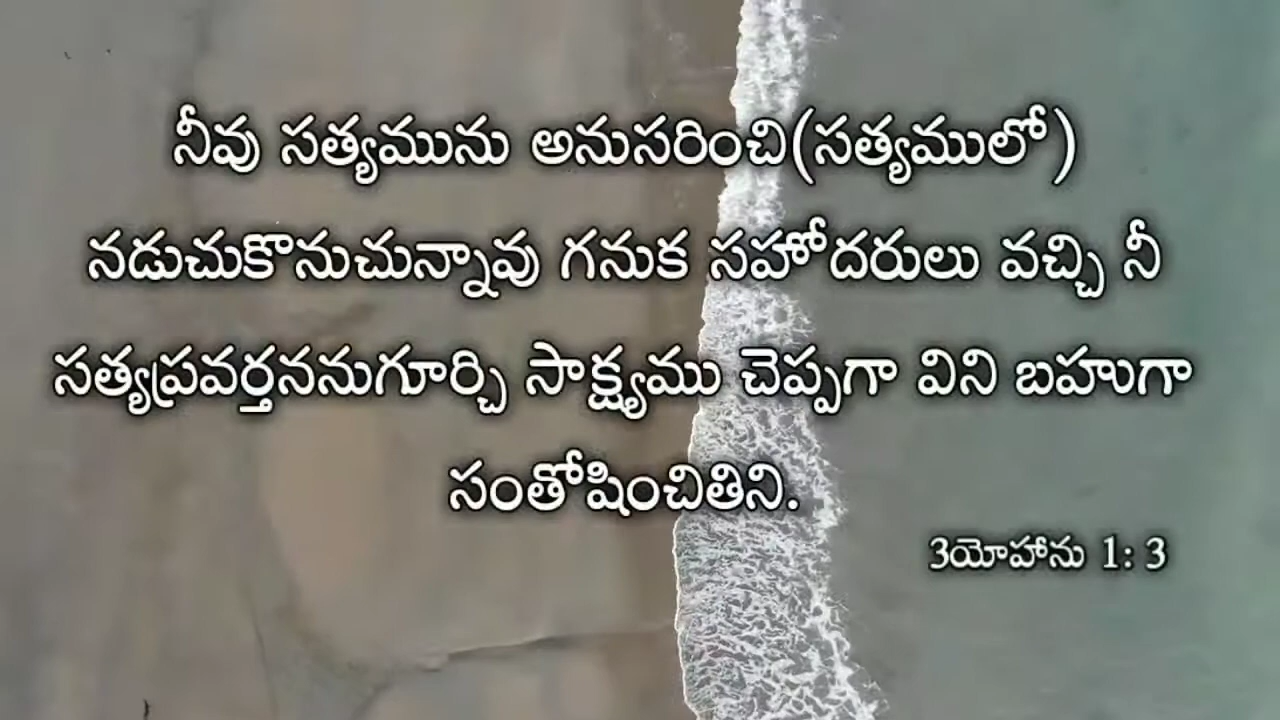 నీవు సత్యమును అనుసరించి(సత్యములో)
నడుచుకొనుచున్నావు గనుక సహోదరులు వచ్చి నీ
సత్యప్రవర్తననుగూర్చి సాక్ష్యము చెప్పగా విని బహుగా
సంతోషించితిని.
3యోహాను 1: 3